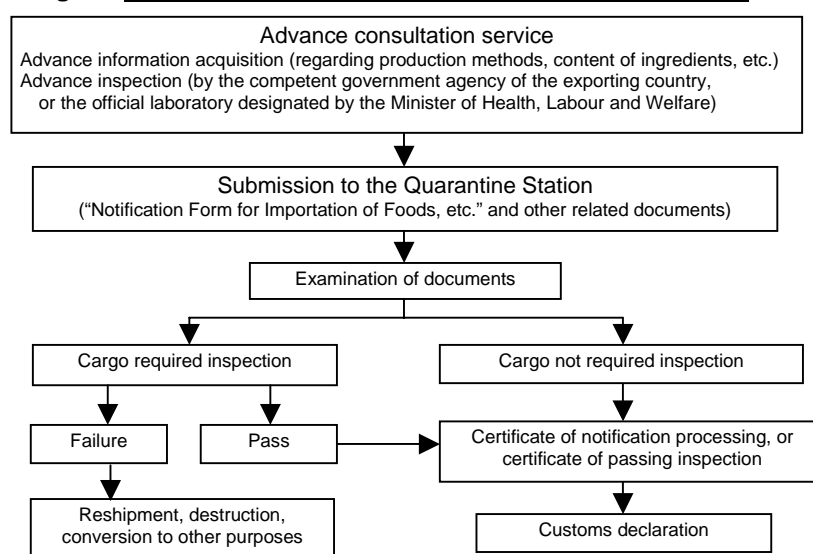 Advance consultation service
Advance information acquisition (regarding production methods, content of ingredients, etc.)
Advance inspection (by the competent government agency of the exporting country,
or the official laboratory designated by the Minister of Health, Labour and Welfare)
Submission to the Quarantine Station
(“Notification Form for Importation of Foods, etc.” and other related documents)
Examination of documents
Cargo required inspection
Cargo not required inspection
Failure
Pass
Certificate of notification processing, or
certificate of passing inspection
Reshipment, destruction,
conversion to other purposes
Customs declaration